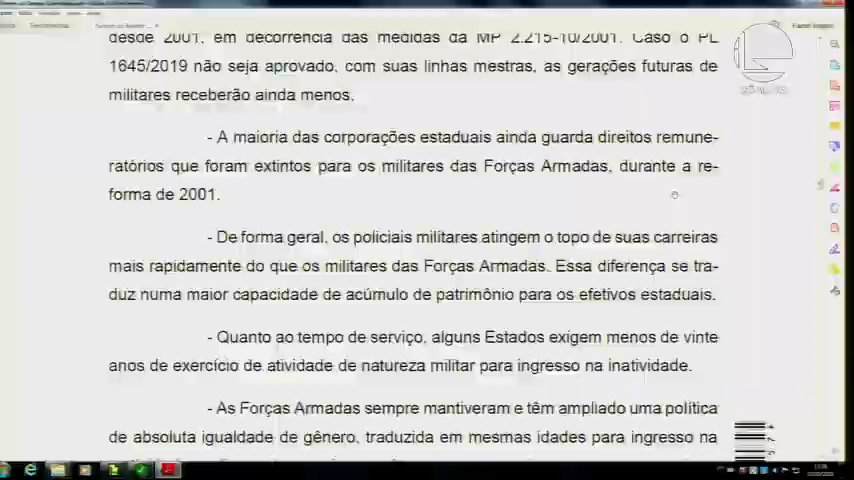 desde 2001, em decorrência das medidas da MP 2.215-10/2001. Caso o PL
1645/2019 não seja aprovado, com suas linhas mestras, as gerações futuras de
militares receberão ainda menos.
- A maioria das corporações estaduais ainda guarda direitos remune-
ratórios que foram extintos para os militares das Forças Armadas, durante a re-
forma de 2001.
- De forma geral, os policiais militares atingem o topo de suas carreiras
mais rapidamente do que os militares das Forças Armadas. Essa diferença se tra-
duz numa maior capacidade de acúmulo de patrimônio para os efetivos estaduais.
- Quanto ao tempo de serviço, alguns Estados exigem menos de vinte
anos de exercício de atividade de natureza militar para ingresso na inatividade.
- As Forças Armadas sempre mantiveram e têm ampliado uma política
de absoluta igualdade de gênero, traduzida em mesmas idades para ingresso na